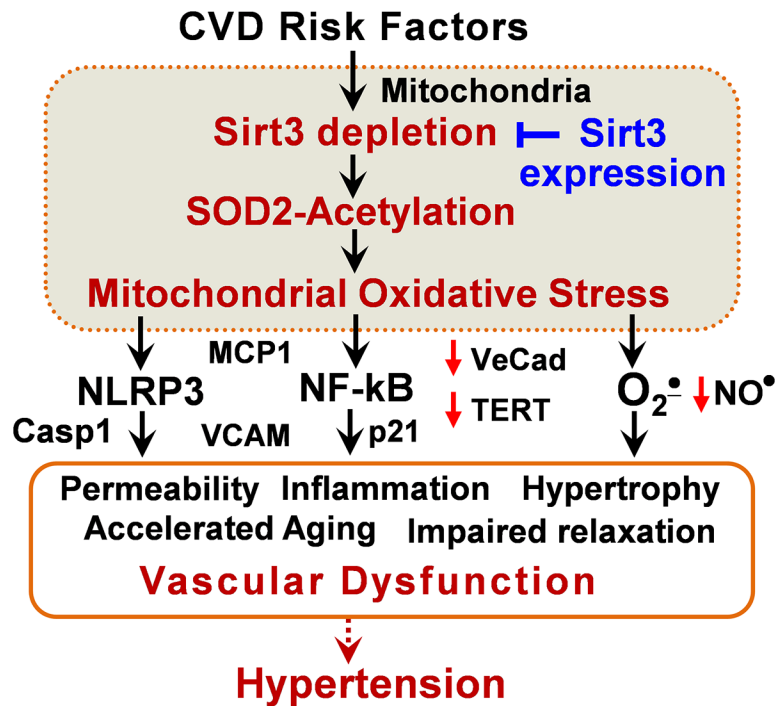 CVD Risk Factors
Mitochondria
Sirt3 depletion
Sirt3
expression
SOD2-Acetylation
Mitochondrial Oxidative Stress
MCP1
VeCad
NLRP3
NF-kB
O₂•̅
NO•
TERT
Casp1
VCAM
p21
Permeability
Inflammation
Hypertrophy
Accelerated Aging
Impaired relaxation
Vascular Dysfunction
Hypertension